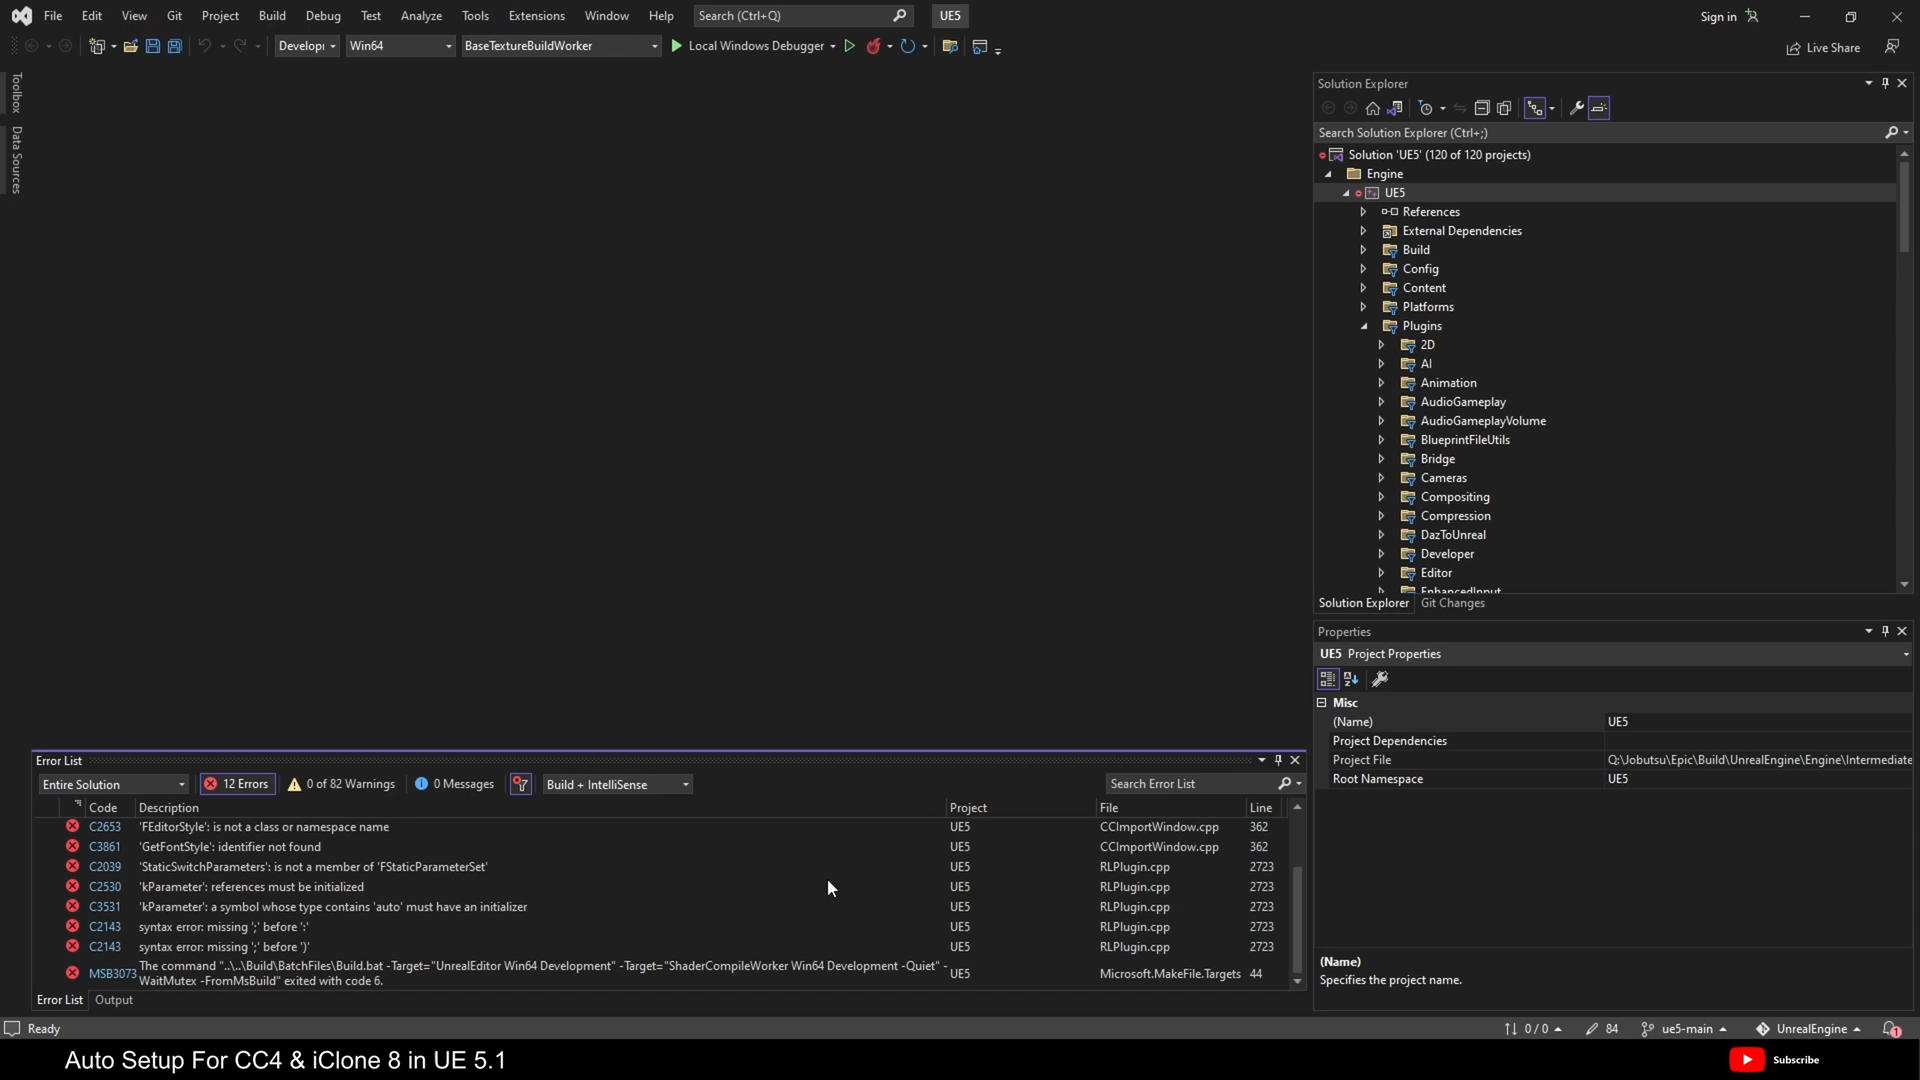 File Edit View Git Project Build Debug Test Analyze Tools Extensions Window Help Search (Ctrl+Q) UE5 Sign in
Win64 BaseTextureBuildWorker Local Windows Debugger Live Share
Toolbox
Data Sources
Solution Explorer
Search Solution Explorer (Ctrl+;)
Solution 'UE5' (120 of 120 projects)
Engine
UE5
References
External Dependencies
Build
Config
Content
Platforms
Plugins
2D
AI
Animation
AudioGameplay
AudioGameplayVolume
BlueprintFileUtils
Bridge
Cameras
Compositing
Compression
DazToUnreal
Developer
Editor
EnhancedInput
Solution Explorer Git Changes
Properties
UE5 Project Properties
Misc
(Name) UE5
Project Dependencies
Project File Q:\Jobutsu\Epic\Build\UnrealEngine\Engine\Intermediate
Root Namespace UE5
(Name)
Specifies the project name.
Error List
Entire Solution 12 Errors 0 of 82 Warnings 0 Messages Build + IntelliSense Search Error List
Code Description Project File Line
C2653 'FEditorStyle': is not a class or namespace name UE5 CCImportWindow.cpp 362
C3861 'GetFontStyle': identifier not found UE5 CCImportWindow.cpp 362
C2039 'StaticSwitchParameters': is not a member of 'FStaticParameterSet' UE5 RLPlugin.cpp 2723
C2530 'kParameter': references must be initialized UE5 RLPlugin.cpp 2723
C3531 'kParameter': a symbol whose type contains 'auto' must have an initializer UE5 RLPlugin.cpp 2723
C2143 syntax error: missing ';' before ':' UE5 RLPlugin.cpp 2723
C2143 syntax error: missing ';' before ')' UE5 RLPlugin.cpp 2723
MSB3073 The command "..\..\Build\BatchFiles\Build.bat -Target="UnrealEditor Win64 Development" -Target="ShaderCompileWorker Win64 Development -Quiet" - UE5 Microsoft.MakeFile.Targets 44
WaitMutex -FromMsBuild" exited with code 6.
Error List Output
Ready 0 / 0 84 ue5-main UnrealEngine 1
Auto Setup For CC4 & iClone 8 in UE 5.1 Subscribe